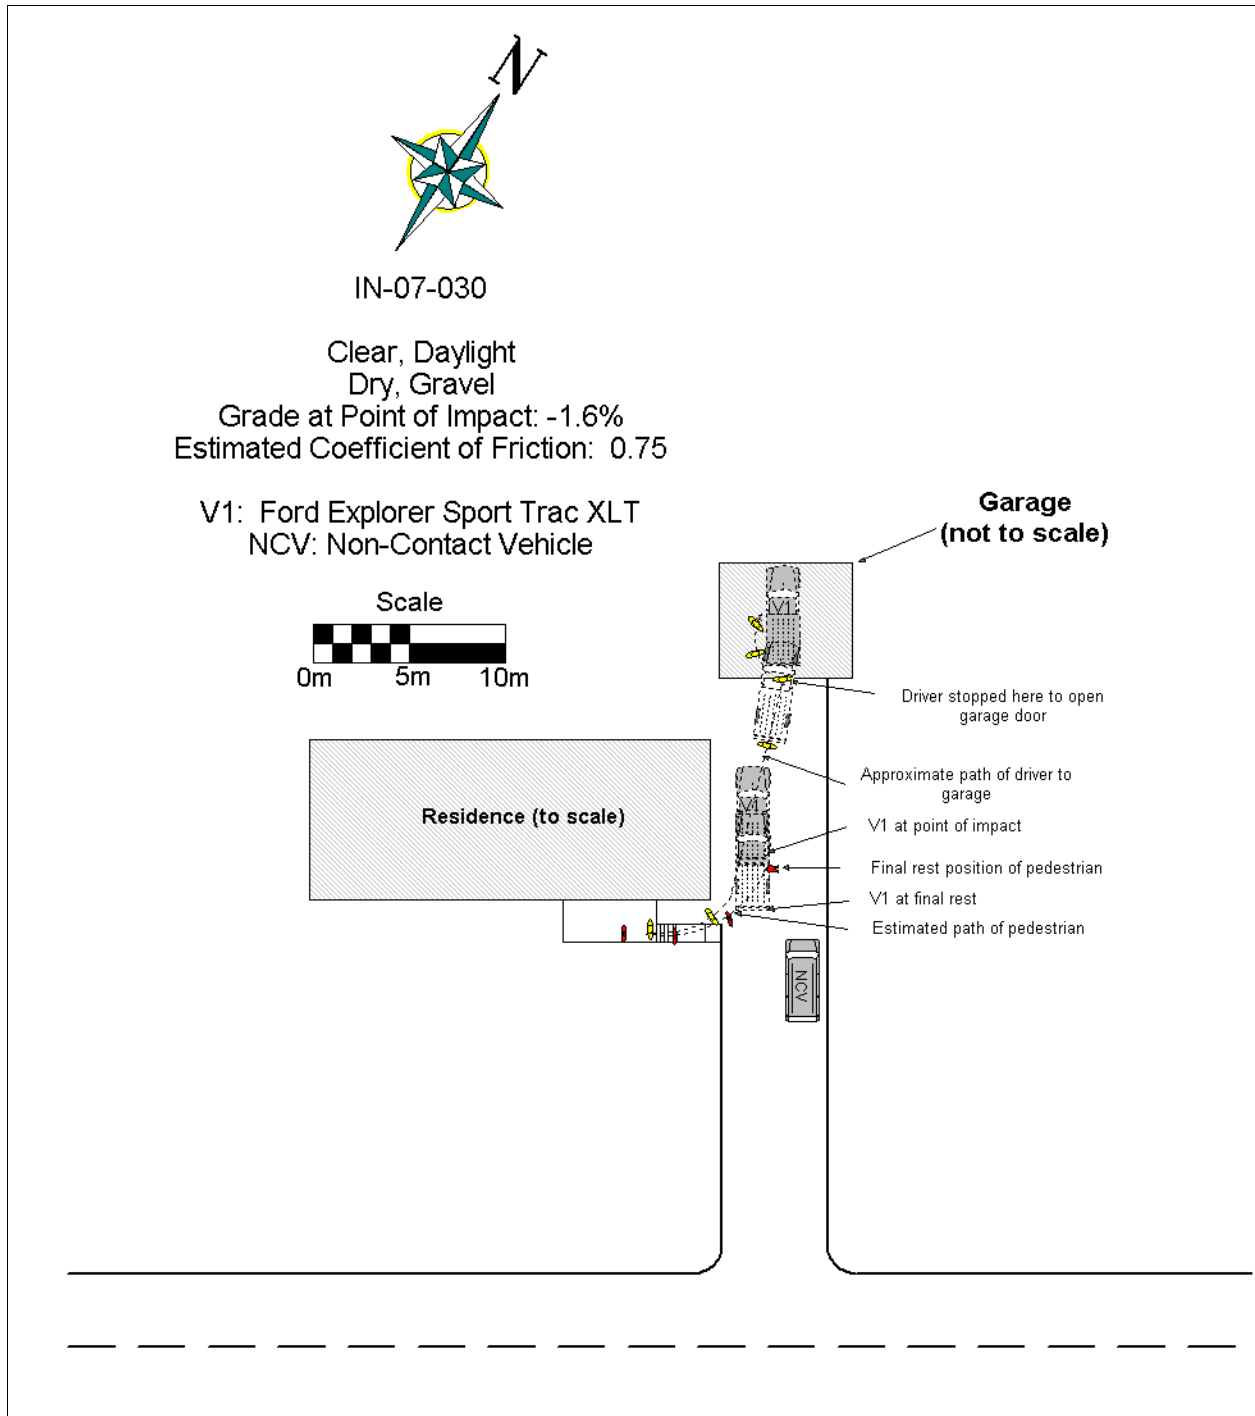 N
IN-07-030
Clear, Daylight
Dry, Gravel
Grade at Point of Impact: -1.6%
Estimated Coefficient of Friction: 0.75
V1: Ford Explorer Sport Trac XLT
NCV: Non-Contact Vehicle
Scale
0m 5m 10m
Garage
(not to scale)
V1
Driver stopped here to open
garage door
Approximate path of driver to
garage
V1
V1 at point of impact
Residence (to scale)
Final rest position of pedestrian
V1 at final rest
Estimated path of pedestrian
NCV